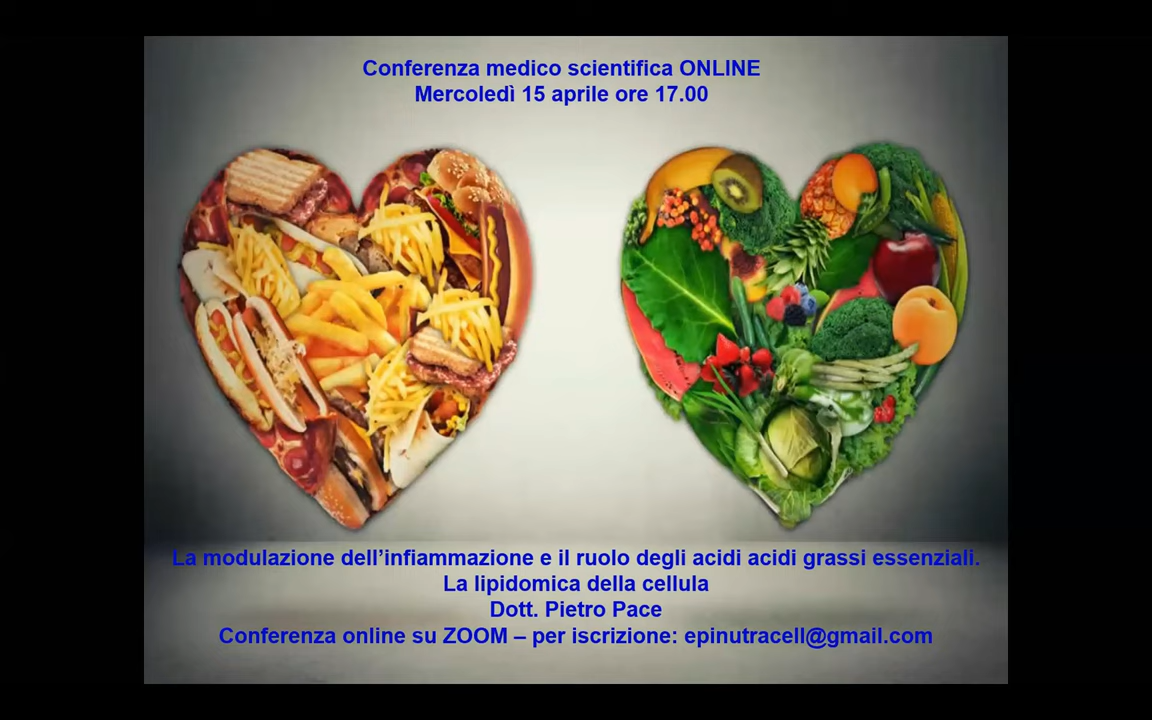 Conferenza medico scientifica ONLINE
Mercoledì 15 aprile ore 17.00
La modulazione dell’infiammazione e il ruolo degli acidi acidi grassi essenziali.
La lipidomica della cellula
Dott. Pietro Pace
Conferenza online su ZOOM – per iscrizione: epinutracell@gmail.com